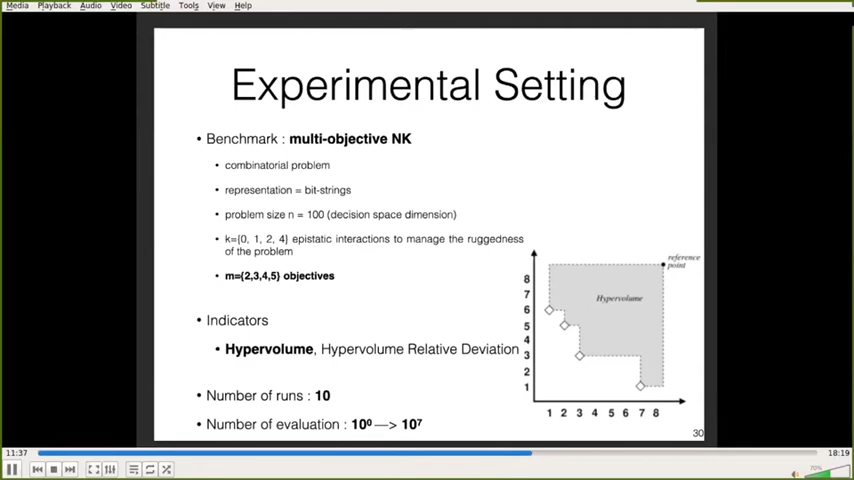 Media Playback Audio Video Subtitle Tools View Help
Experimental Setting
• Benchmark : multi-objective NK
• combinatorial problem
• representation = bit-strings
• problem size n = 100 (decision space dimension)
• k={0, 1, 2, 4} epistatic interactions to manage the ruggedness
of the problem
• m={2,3,4,5} objectives
• Indicators
• Hypervolume, Hypervolume Relative Deviation
• Number of runs : 10
• Number of evaluation : 10⁰ —> 10⁷
reference
point
Hypervolume
8
7
6
5
4
3
2
1
1 2 3 4 5 6 7 8
30
11:37
18:19
70%